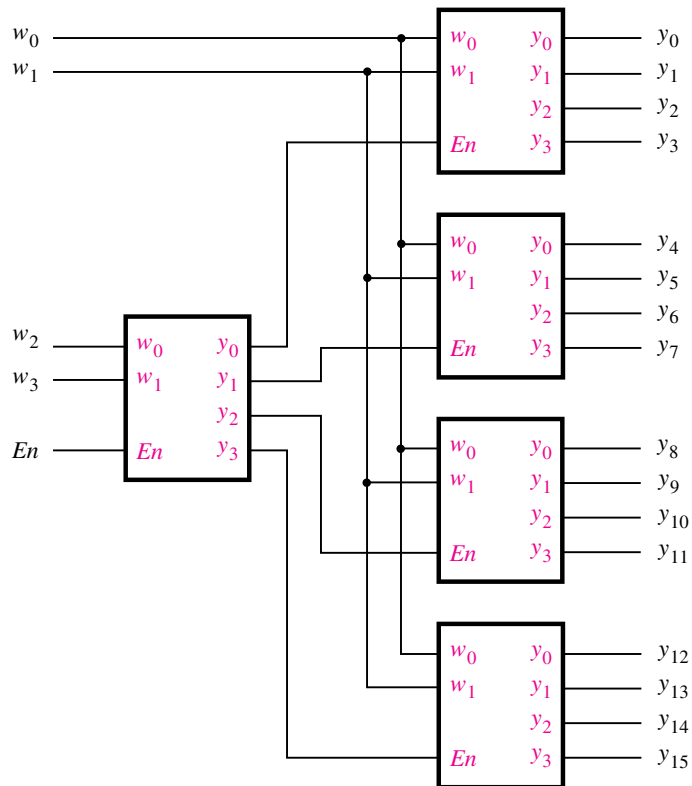 w0 w0 y0 y0
w1 w1 y1 y1
y2 y2
En y3 y3
w0 y0 y4
w1 y1 y5
y2 y6
w2 w0 y0 En y3 y7
w3 w1 y1
y2
En En y3 w0 y0 y8
w1 y1 y9
y2 y10
En y3 y11
w0 y0 y12
w1 y1 y13
y2 y14
En y3 y15